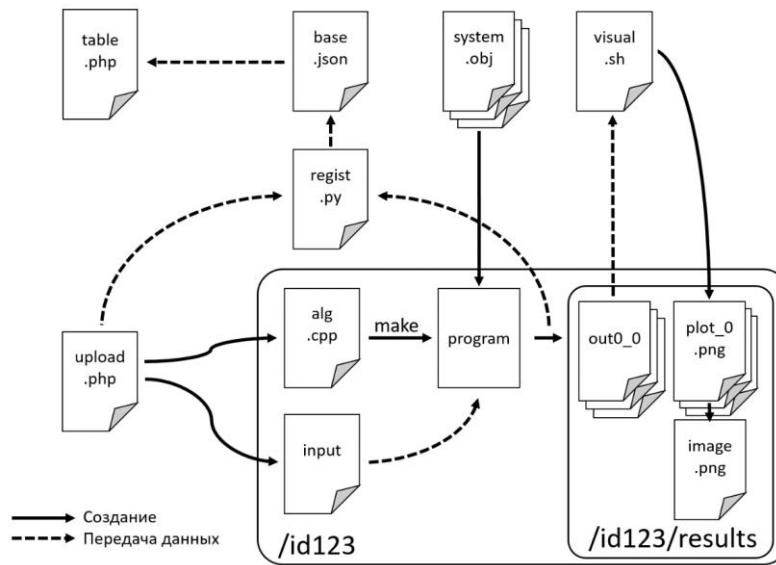 table
.php
base
.json
system
.obj
visual
.sh
regist
.py
upload
.php
alg
.cpp
make
program
out0_0
plot_0
.png
input
image
.png
Создание
Передача данных
/id123
/id123/results